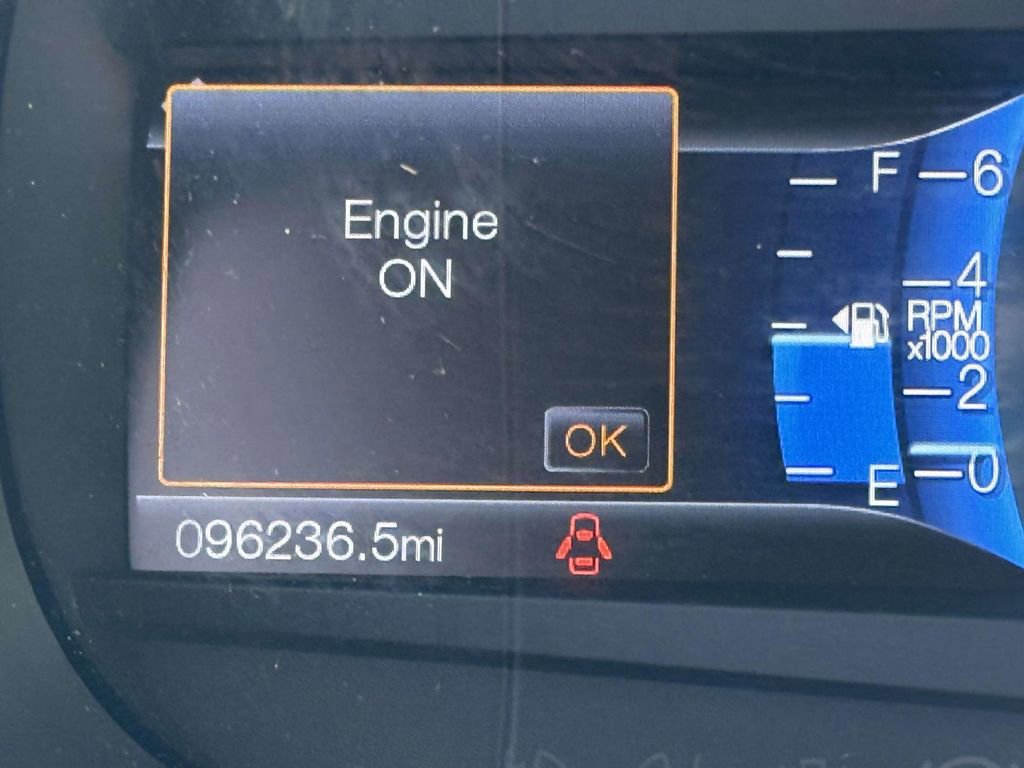 Engine
ON
OK
096236.5mi
F
E
6
4
RPM
x1000
2
0